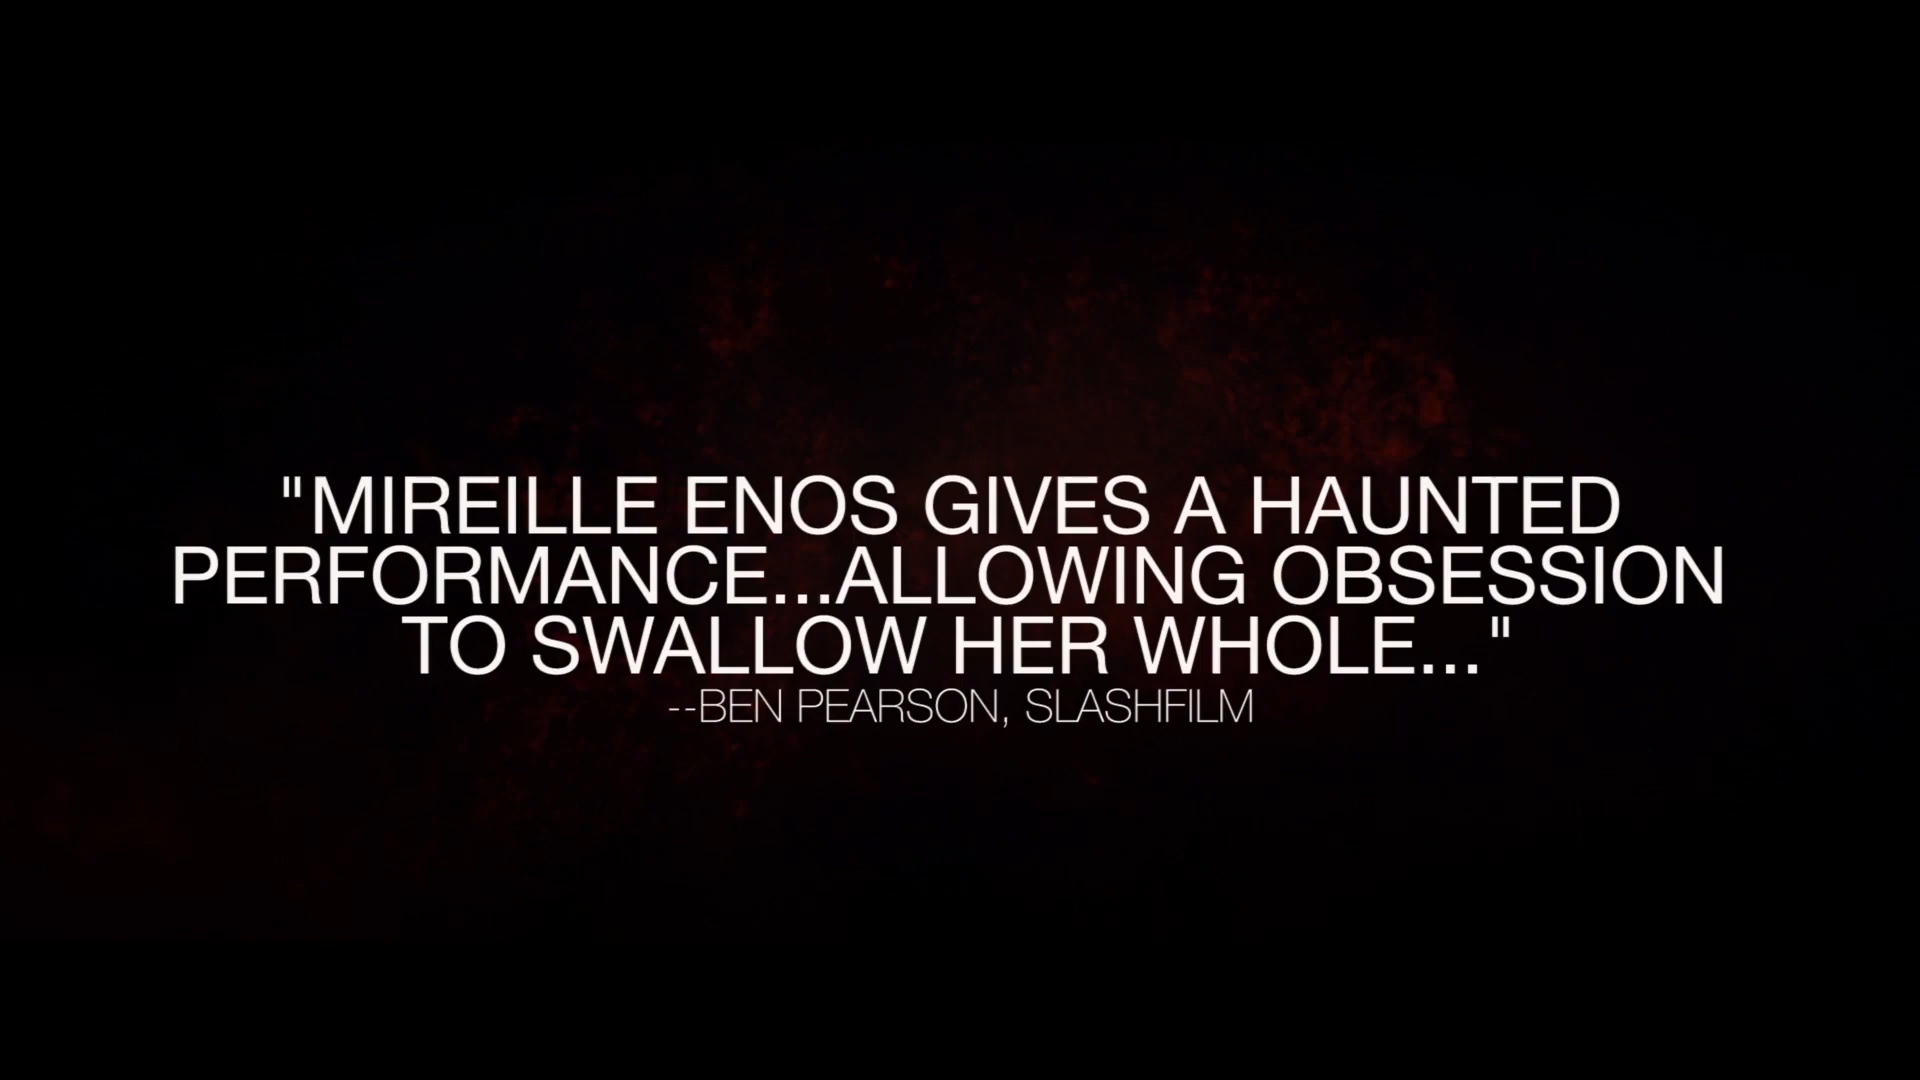 "MIREILLE ENOS GIVES A HAUNTED
PERFORMANCE...ALLOWING OBSESSION
TO SWALLOW HER WHOLE..."
--BEN PEARSON, SLASHFILM